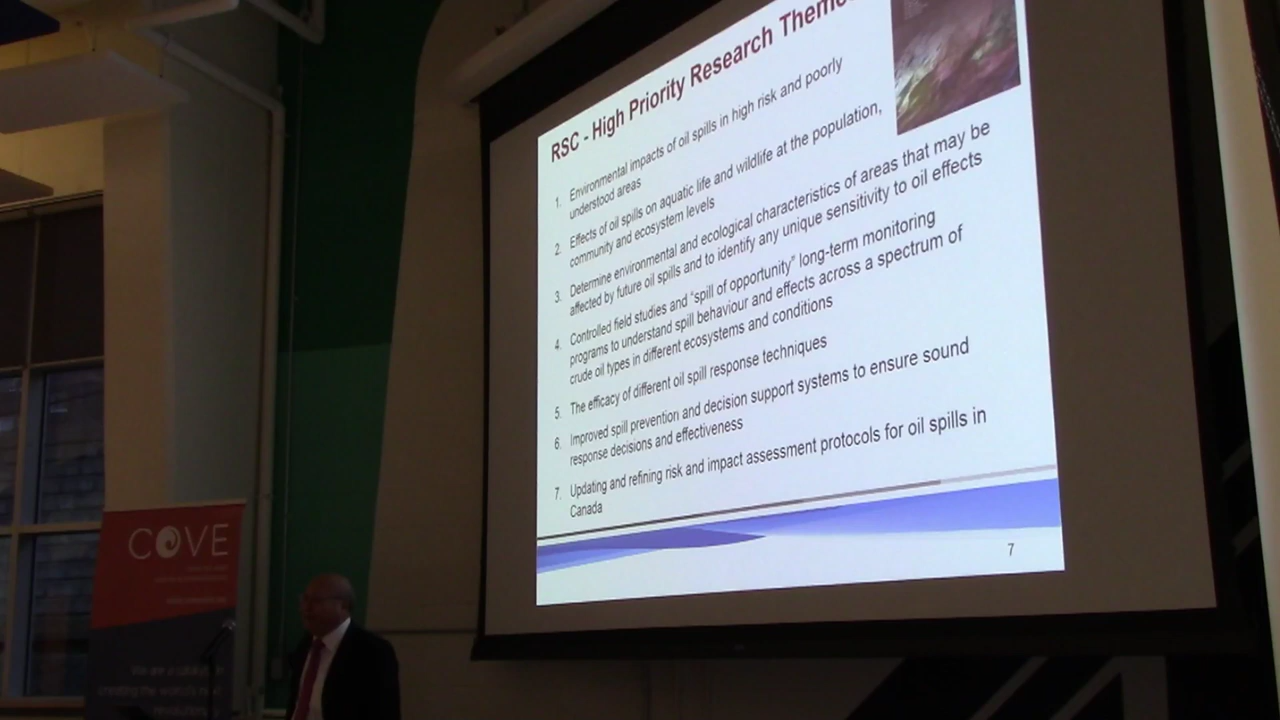 RSC - High Priority Research Theme
1. Environmental impacts of oil spills in high risk and poorly
understood areas
2. Effects of oil spills on aquatic life and wildlife at the population,
community and ecosystem levels
3. Determine environmental and ecological characteristics of areas that may be
affected by future oil spills and to identify any unique sensitivity to oil effects
4. Controlled field studies and "spill of opportunity" long-term monitoring
programs to understand spill behaviour and effects across a spectrum of
crude oil types in different ecosystems and conditions
5. The efficacy of different oil spill response techniques
6. Improved spill prevention and decision support systems to ensure sound
response decisions and effectiveness
7. Updating and refining risk and impact assessment protocols for oil spills in
Canada
7
COVE
We are a
creating the world's